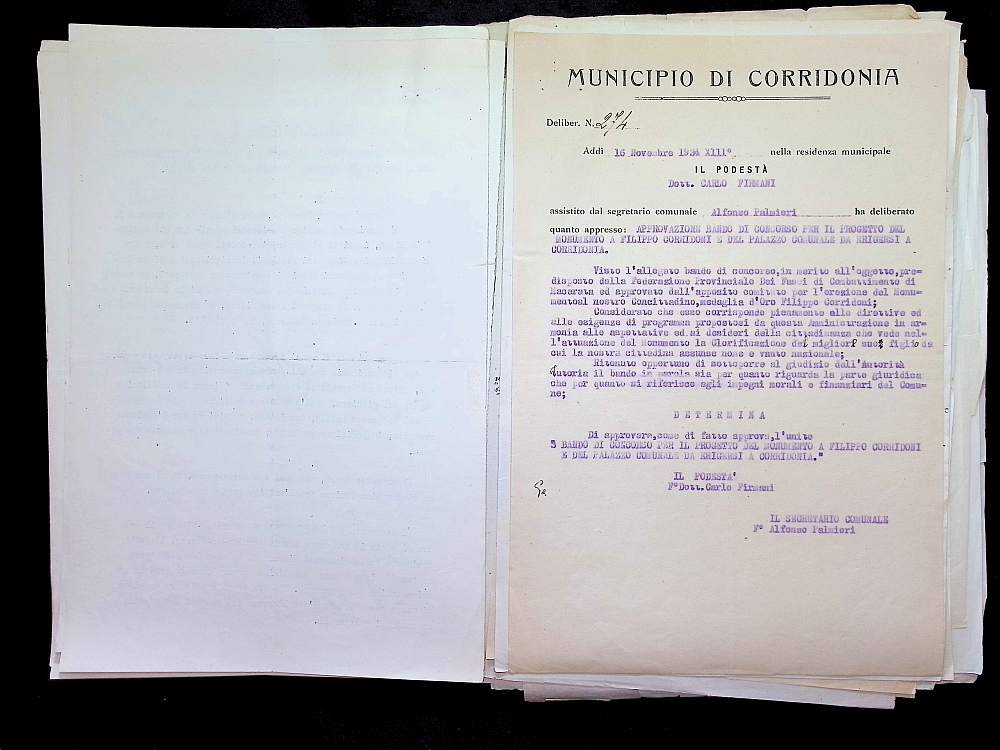 MUNICIPIO DI CORRIDONIA
Deliber. N. 274
Addì 16 Novembre 1934 XIII° nella residenza municipale
IL PODESTÀ
Dott. CARLO FIRMANI
assistito dal segretario comunale Alfonso Palmieri ha deliberato
quanto appresso: APPROVAZIONE BANDO DI CONCORSO PER IL PROGETTO DEL
MONUMENTO A FILIPPO CORRIDONI E DEL PALAZZO COMUNALE DA ERIGERSI A
CORRIDONIA.
Visto l'allegato bando di concorso,in merito all'oggetto,pre=
disposto dalla Federazione Provinciale Dei Fasci di Combattimento di
Macerata ed approvato dall'apposito comitato per l'erezione del Monu=
mentoal nostro Concittadino,medaglia d'Oro Filippo Corridoni;
Considerato che esso corrisponde pienamente alle direttive ed
alle esigenze di programma propostosi da questa Amministrazione in ar=
monia alle aspettative ed ai desideri della cittadinanza che vede nel=
l'attuazione del Monumento la Glorificazione dei migliori suoi figlio da
cui la nostra cittadina assunse nome e vanto nazionale;
Ritenuto opportuno di sottoporre al giudizio dell'Autorità
tutoria il bando in parola sia per quanto riguarda la parte giuridica
che per quanto si riferisce agli impegni morali e finanziari del Comu=
ne;
DETERMINA
Di approvare,come di fatto approva,l'unito
" BANDO DI CONCORSO PER IL PROGETTO DEL MONUMENTO A FILIPPO CORRIDONI
E DEL PALAZZO COMUNALE DA ERIGERSI A CORRIDONIA."
IL PODESTA'
F° Dott.Carlo Firmani
IL SEGRETARIO COMUNALE
F° Alfonso Palmieri